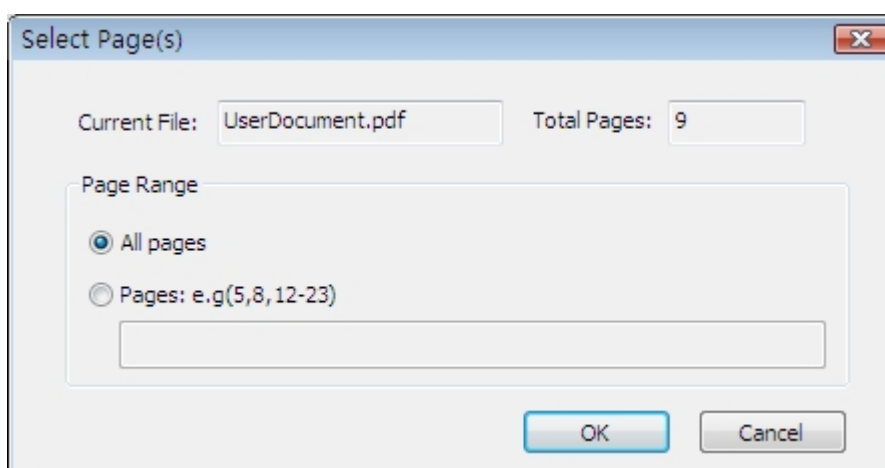 Select Page(s)
Current File: UserDocument.pdf Total Pages: 9
Page Range
All pages
Pages: e.g(5,8,12-23)
OK Cancel